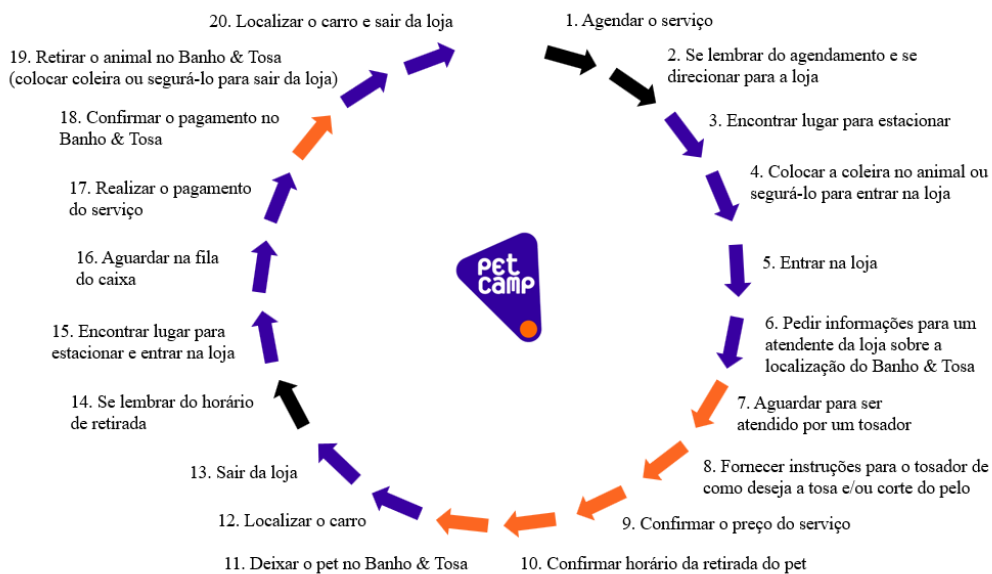 1. Agendar o serviço
2. Se lembrar do agendamento e se
direcionar para a loja
3. Encontrar lugar para estacionar
4. Colocar a coleira no animal ou
segurá-lo para entrar na loja
5. Entrar na loja
6. Pedir informações para um
atendente da loja sobre a
localização do Banho & Tosa
7. Aguardar para ser
atendido por um tosador
8. Fornecer instruções para o tosador de
como deseja a tosa e/ou corte do pelo
9. Confirmar o preço do serviço
10. Confirmar horário da retirada do pet
11. Deixar o pet no Banho & Tosa
12. Localizar o carro
13. Sair da loja
14. Se lembrar do horário
de retirada
15. Encontrar lugar para
estacionar e entrar na loja
16. Aguardar na fila
do caixa
17. Realizar o pagamento
do serviço
18. Confirmar o pagamento no
Banho & Tosa
19. Retirar o animal no Banho & Tosa
(colocar coleira ou segurá-lo para sair da loja)
20. Localizar o carro e sair da loja
pet
camp